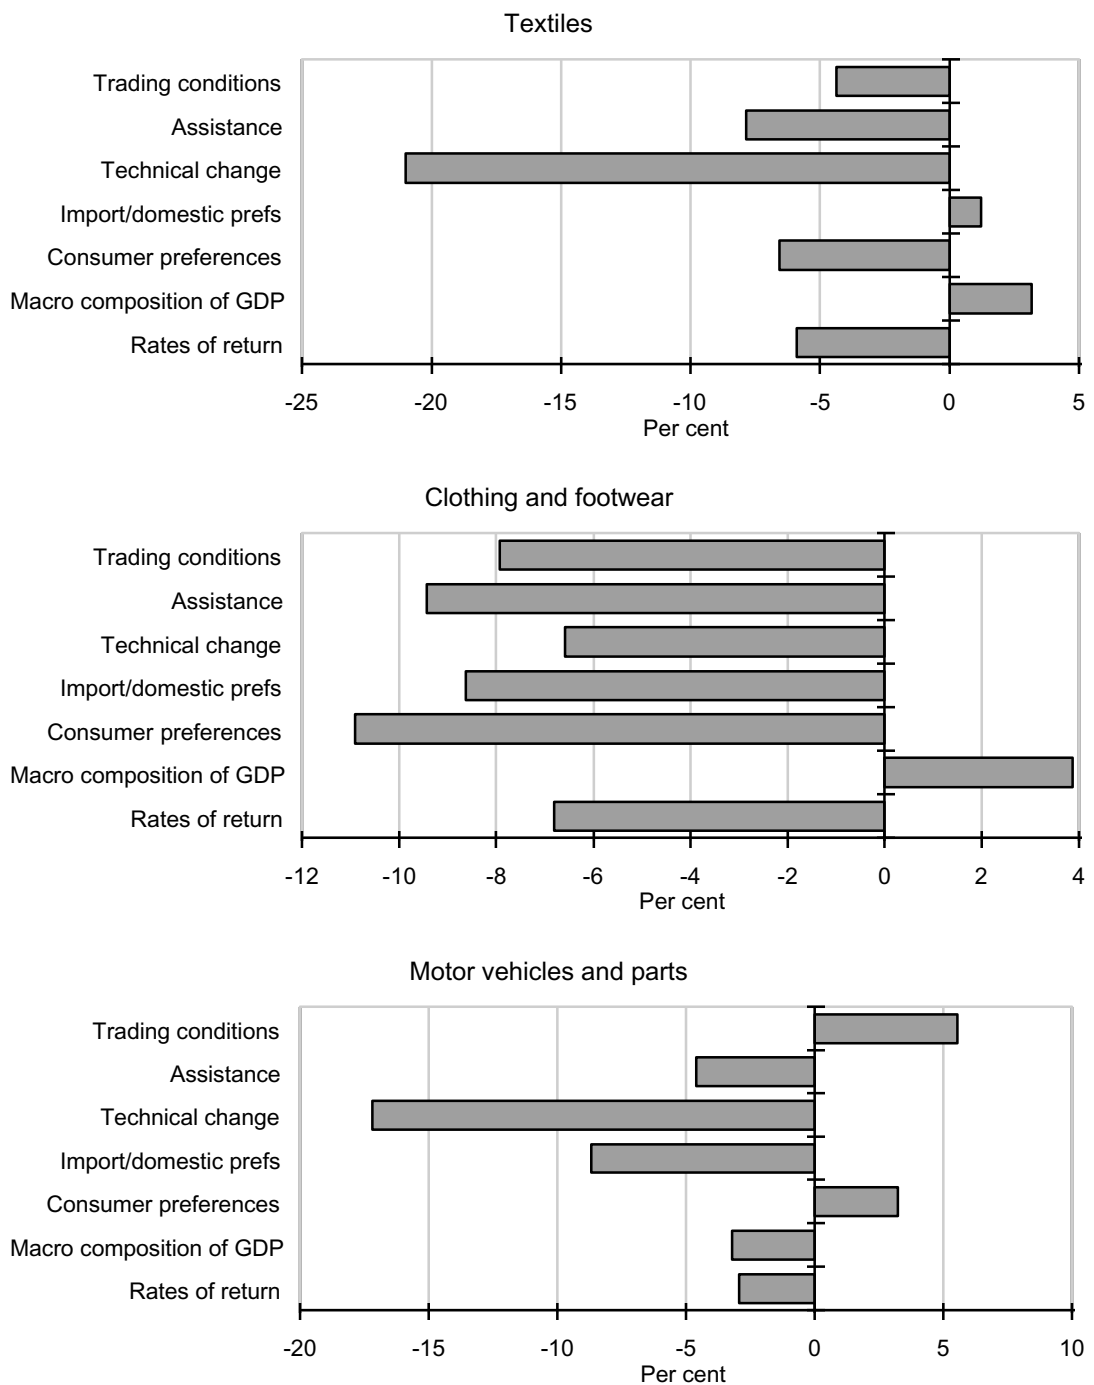 Textiles
Trading conditions
Assistance
Technical change
Import/domestic prefs
Consumer preferences
Macro composition of GDP
Rates of return
-25 -20 -15 -10 -5 0 5
Per cent
Clothing and footwear
Trading conditions
Assistance
Technical change
Import/domestic prefs
Consumer preferences
Macro composition of GDP
Rates of return
-12 -10 -8 -6 -4 -2 0 2 4
Per cent
Motor vehicles and parts
Trading conditions
Assistance
Technical change
Import/domestic prefs
Consumer preferences
Macro composition of GDP
Rates of return
-20 -15 -10 -5 0 5 10
Per cent